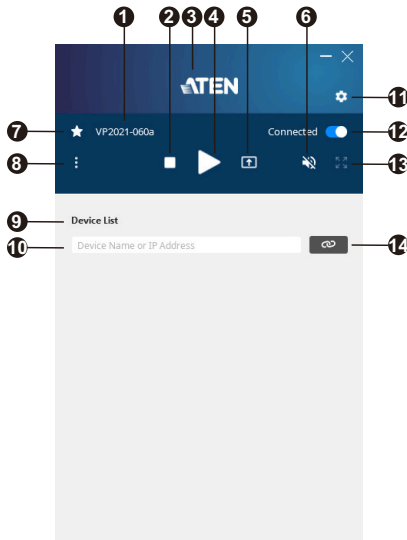 1 2 3 4 5 6
ATEN
11
7 VP2021-060a Connected 12
8 13
9 Device List
10 Device Name or IP Address 14